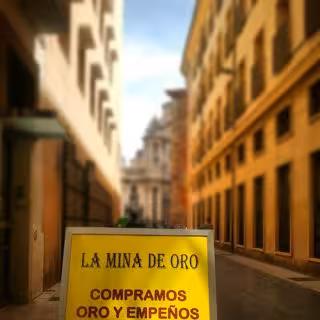 LA MINA DE ORO
COMPRAMOS
ORO Y EMPEÑOS